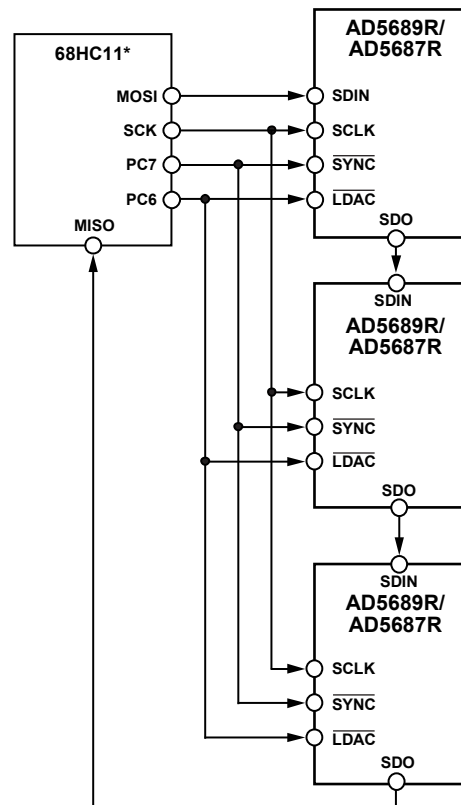 68HC11*
MOSI
SCK
PC7
PC6
MISO
AD5689R/
AD5687R
SDIN
SCLK
SYNC
LDAC
SDO
SDIN
AD5689R/
AD5687R
SCLK
SYNC
LDAC
SDO
SDIN
AD5689R/
AD5687R
SCLK
SYNC
LDAC
SDO